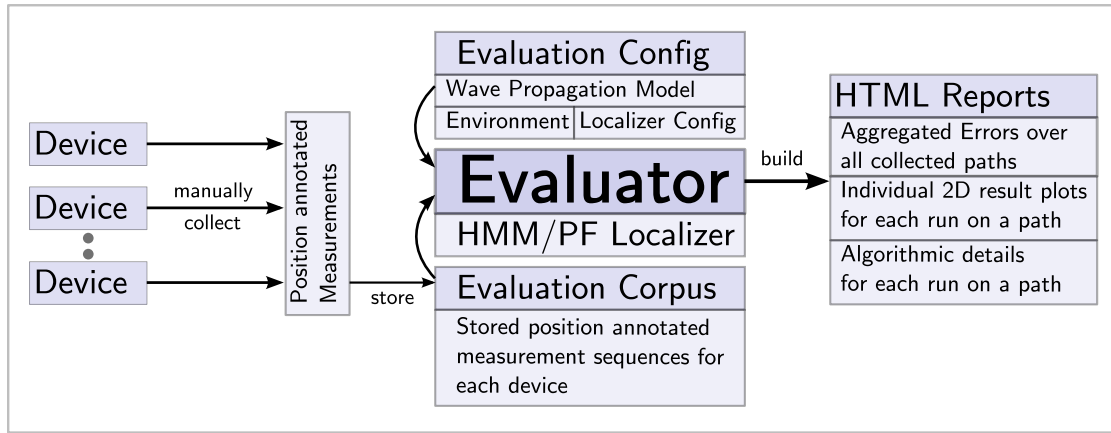 Device
Device
Device
manually
collect
Position annotated
Measurements
store
Evaluation Config
Wave Propagation Model
Environment
Localizer Config
Evaluator
HMM/PF Localizer
Evaluation Corpus
Stored position annotated
measurement sequences for
each device
build
HTML Reports
Aggregated Errors over
all collected paths
Individual 2D result plots
for each run on a path
Algorithmic details
for each run on a path